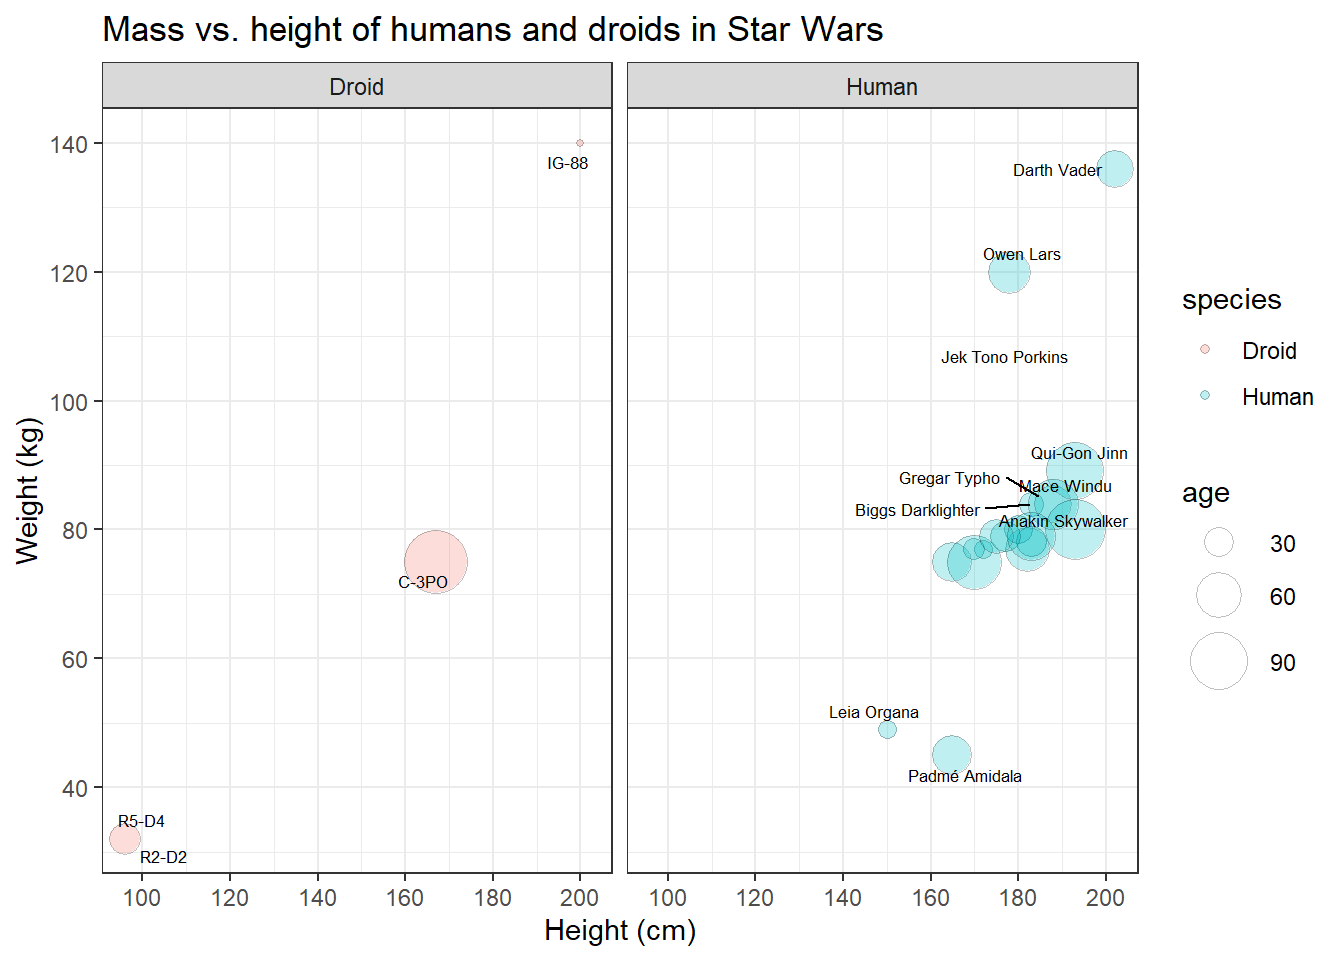 Mass vs. height of humans and droids in Star Wars
Droid
Human
140
120
100
80
60
40
Weight (kg)
IG-88
C-3PO
R5-D4
R2-D2
Darth Vader
Owen Lars
Jek Tono Porkins
Qui-Gon Jinn
Gregar Typho
Mace Windu
Biggs Darklighter
Anakin Skywalker
Leia Organa
Padmé Amidala
100 120 140 160 180 200
100 120 140 160 180 200
Height (cm)
species
Droid
Human
age
30
60
90